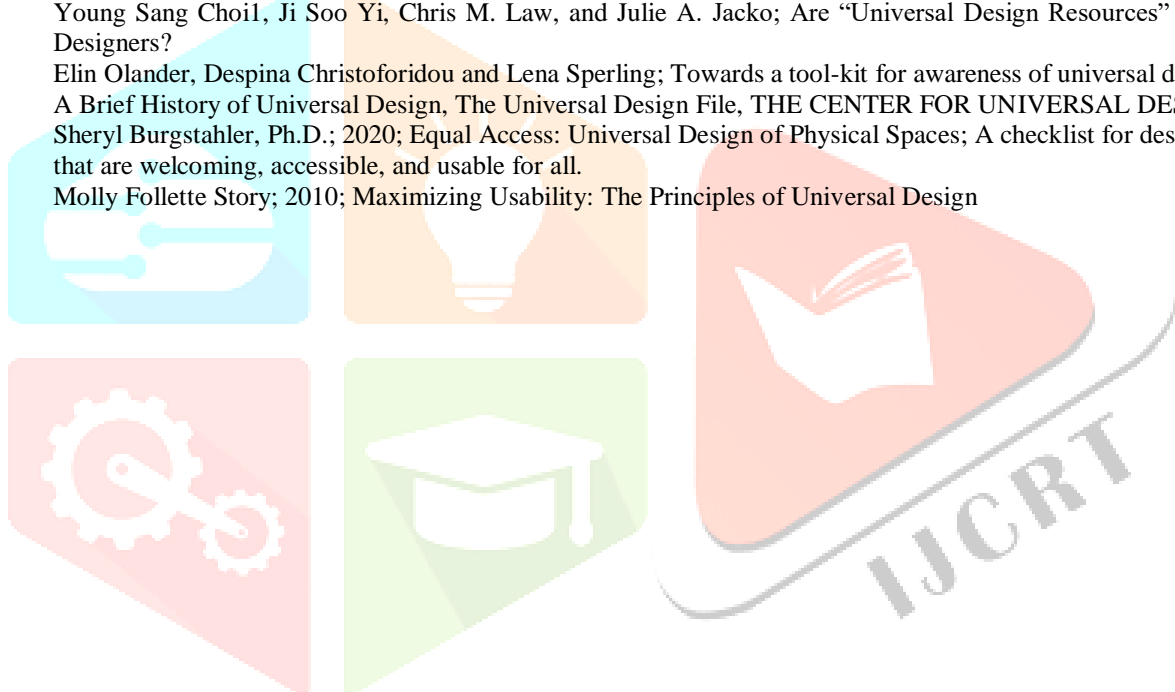 Young Sang Choi1, Ji Soo Yi, Chris M. Law, and Julie A. Jacko; Are “Universal Design Resources”
Designers?
Elin Olander, Despina Christoforidou and Lena Sperling; Towards a tool-kit for awareness of universal d
A Brief History of Universal Design, The Universal Design File, THE CENTER FOR UNIVERSAL DES
Sheryl Burgstahler, Ph.D.; 2020; Equal Access: Universal Design of Physical Spaces; A checklist for des
that are welcoming, accessible, and usable for all.
Molly Follette Story; 2010; Maximizing Usability: The Principles of Universal Design
IJCRT